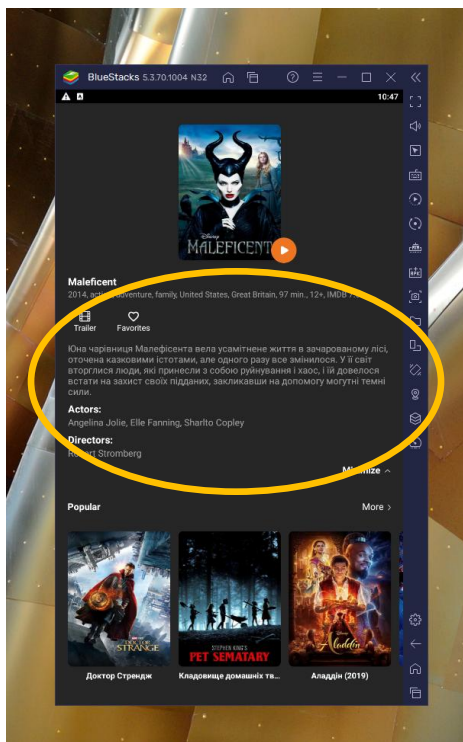 BlueStacks 5.3.70.1004 N32
10:47
Disney
MALEFICENT
Maleficent
2014, action, adventure, family, United States, Great Britain, 97 min., 12+, IMDB
Trailer
Favorites
Юна чарівниця Малефісента вела усамітнене життя в зачарованому лісі,
оточена казковими істотами, але одного разу все змінилося. У її світ
вторглися люди, які принесли з собою руйнування і хаос, і їй довелося
встати на захист своїх підданих, закликавши на допомогу могутні темні
сили.
Actors:
Angelina Jolie, Elle Fanning, Sharlto Copley
Directors:
Robert Stromberg
Minimize
Popular
More
DOCTOR
STRANGE
STEPHEN KING'S
PET SEMATARY
Disney
Aladdin
Доктор Стрендж
Кладовище домашніх тв...
Аладдін (2019)